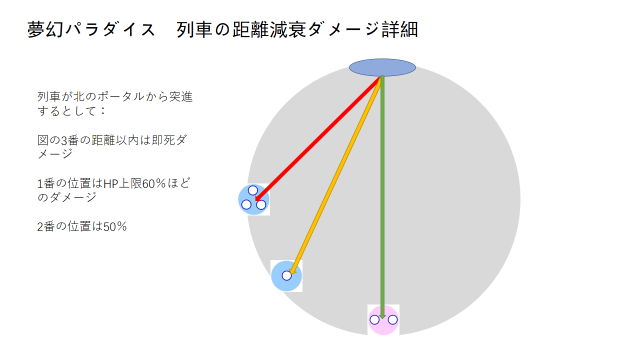 夢幻パラダイス 列車の距離減衰ダメージ詳細
列車が北のポータルから突進
するとして：
図の3番の距離以内は即死ダ
メージ
1番の位置はHP上限60%ほど
のダメージ
2番の位置は50%